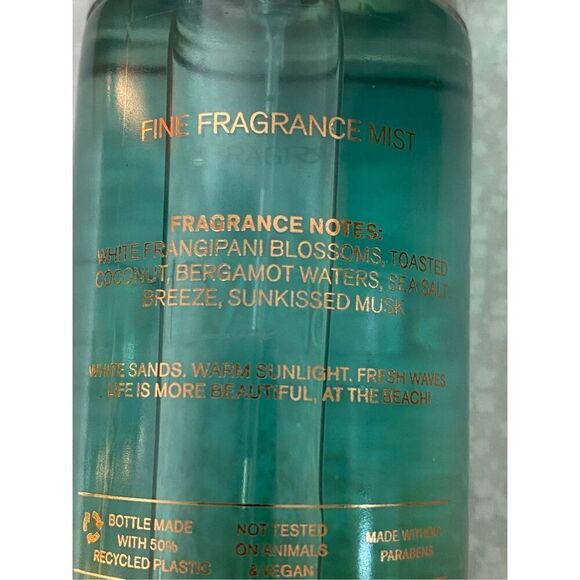 FINE FRAGRANCE MIST
FRAGRANCE NOTES:
WHITE FRANGIPANI BLOSSOMS, TOASTED
COCONUT, BERGAMOT WATERS, SEA SALT
BREEZE, SUNKISSED MUSK
WHITE SANDS. WARM SUNLIGHT. FRESH WAVES.
LIFE IS MORE BEAUTIFUL, AT THE BEACH!
BOTTLE MADE
WITH 50%
RECYCLED PLASTIC
NOT TESTED
ON ANIMALS
& VEGAN
MADE WITHOUT
PARABENS